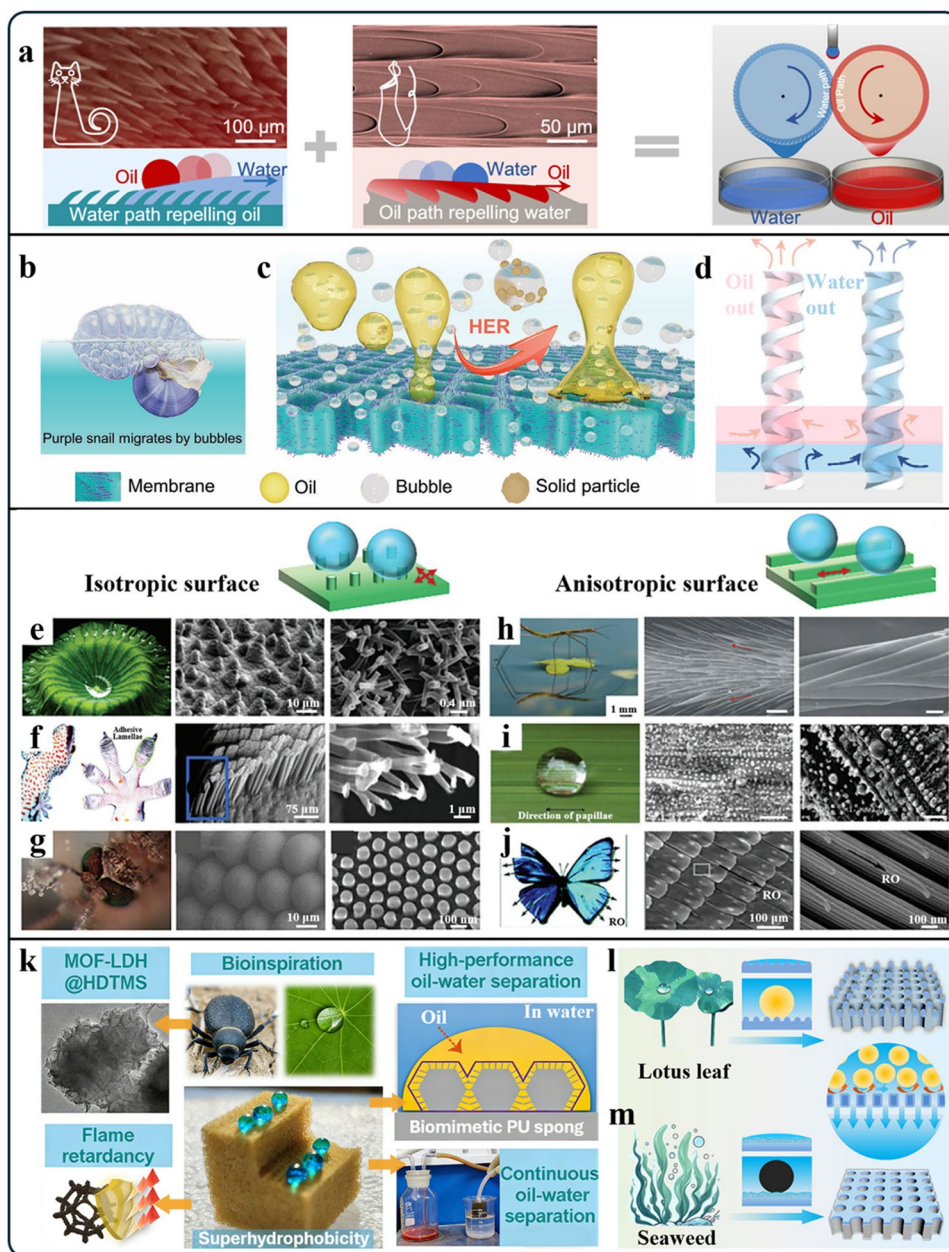 a
100 µm
50 µm
Oil
Water
Water path repelling oil
Water
Oil
Oil path repelling water
Water path
Oil Path
Water
Oil
b
Purple snail migrates by bubbles
c
HER
d
Oil
out
Water
out
Membrane
Oil
Bubble
Solid particle
Isotropic surface
Anisotropic surface
e
10 µm
0.4 µm
h
1 mm
f
Adhesive
Lamellae
75 µm
1 µm
i
Direction of papillae
g
10 µm
100 nm
j
RO
RO
100 µm
RO
100 nm
k
MOF-LDH
@HDTMS
Bioinspiration
High-performance
oil-water separation
Oil
In water
Biomimetic PU spong
Flame
retardancy
Superhydrophobicity
Continuous
oil-water
separation
l
Lotus leaf
m
Seaweed